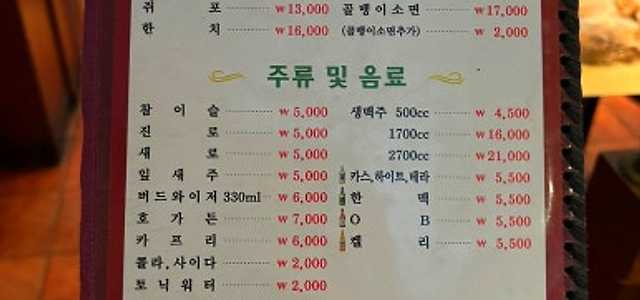 쥐 포 ₩13,000
한 치 ₩16,000
골뱅이소면 ₩17,000
(골뱅이소면추가) ₩ 2,000
주류 및 음료
참 이 슬 ₩ 5,000
진 로 ₩ 5,000
새 로 ₩ 5,000
잎 새 주 ₩ 5,000
버드와이저 330ml ₩ 6,000
호 가 든 ₩ 7,000
카 프 리 ₩ 6,000
콜라,사이다 ₩ 2,000
토닉워터 ₩ 2,000
생맥주 500cc ₩ 4,500
1700cc ₩16,000
2700cc ₩21,000
카스,하이트,테라 ₩ 5,500
한 맥 ₩ 5,500
O B ₩ 5,500
켈 리 ₩ 5,500